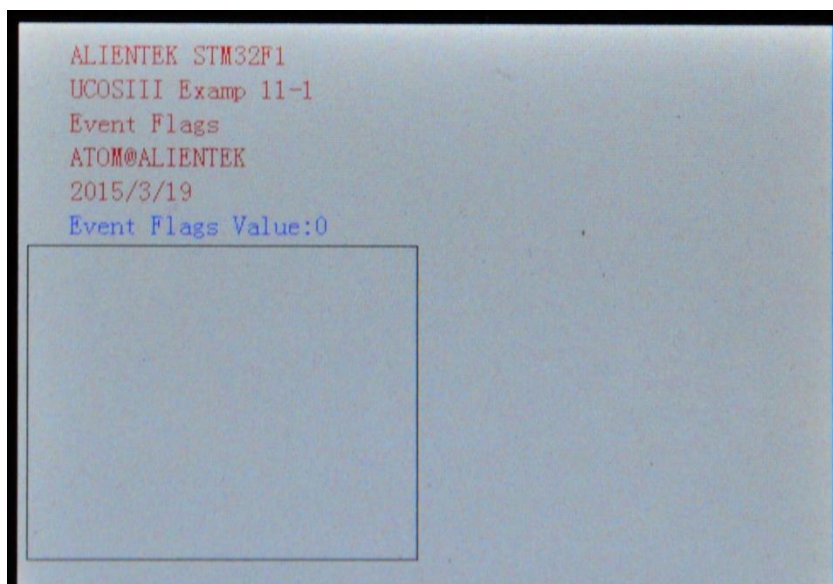 ALIENTEK STM32F1
UCOSIII Examp 11-1
Event Flags
ATOM@ALIENTEK
2015/3/19
Event Flags Value:0